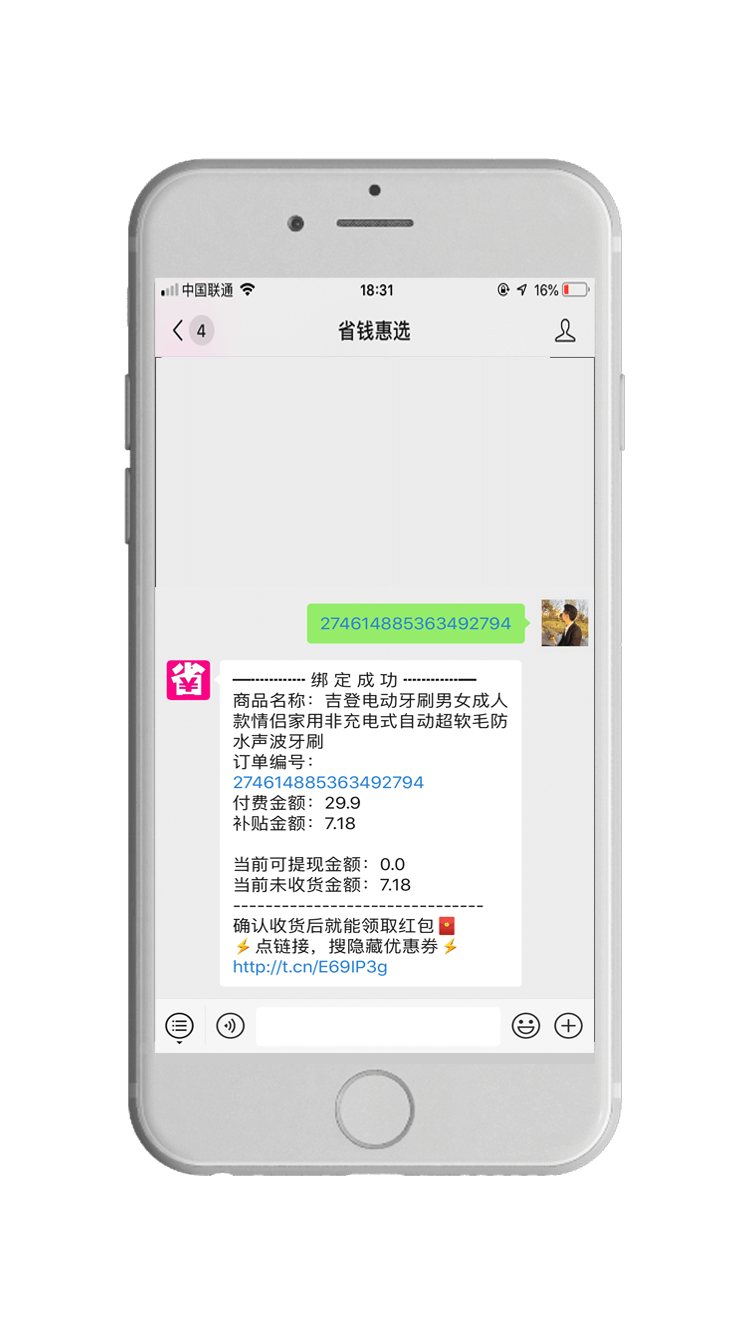 中国联通 18:31 16%
4 省钱惠选
274614885363492794
省
——----------- 绑 定 成 功 -----------——
商品名称：吉登电动牙刷男女成人
款情侣家用非充电式自动超软毛防
水声波牙刷
订单编号：
274614885363492794
付费金额：29.9
补贴金额：7.18
当前可提现金额：0.0
当前未收货金额：7.18
--------------------------------
确认收货后就能领取红包🧧
⚡点链接，搜隐藏优惠券⚡
http://t.cn/E69IP3g